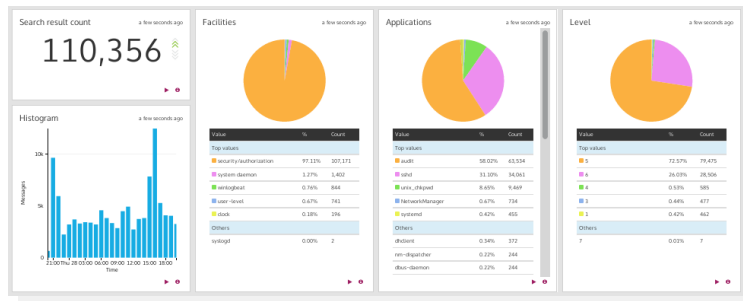 Search result count a few seconds ago
110,356
Histogram a few seconds ago
10k
5k
0
Messages
21:00 Thu 28 03:00 06:00 09:00 12:00 15:00 18:00
Time
Facilities a few seconds ago
Value % Count
Top values
security/authorization 97.11% 107,171
system daemon 1.27% 1,402
winlogbeat 0.76% 844
user-level 0.67% 741
clock 0.18% 196
Others
syslogd 0.00% 2
Applications a few seconds ago
Value % Count
Top values
audit 58.02% 63,534
sshd 31.10% 34,061
unix_chkpwd 8.65% 9,469
NetworkManager 0.67% 734
systemd 0.42% 455
Others
dhclient 0.34% 372
nm-dispatcher 0.22% 244
dbus-daemon 0.22% 244
Level a few seconds ago
Value % Count
Top values
5 72.57% 79,475
6 26.03% 28,506
4 0.53% 585
3 0.44% 477
1 0.42% 462
Others
7 0.01% 7